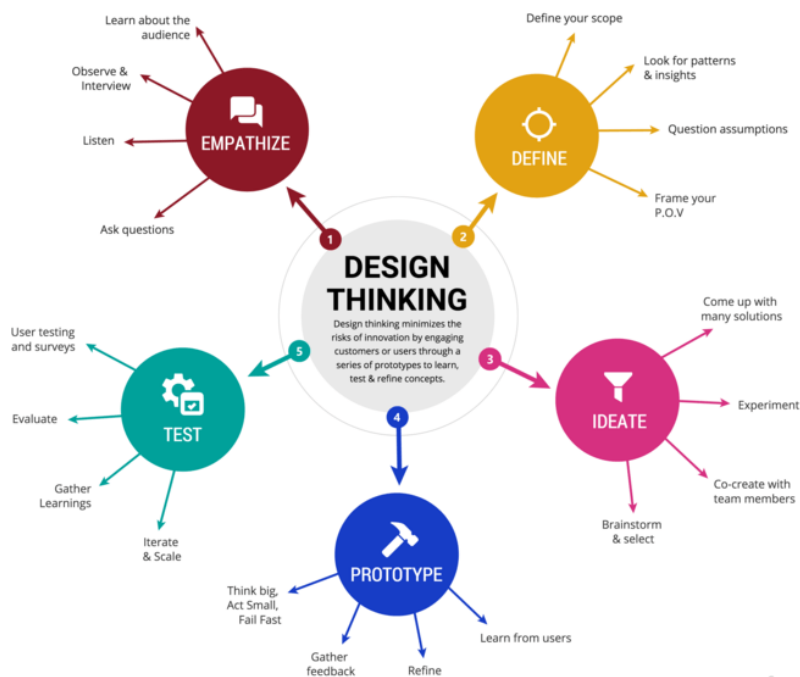 DESIGN
THINKING
Design thinking minimizes the
risks of innovation by engaging
customers or users through a
series of prototypes to learn,
test & refine concepts.
1
EMPATHIZE
Learn about the
audience
Observe &
Interview
Listen
Ask questions
2
DEFINE
Define your scope
Look for patterns
& insights
Question assumptions
Frame your
P.O.V
3
IDEATE
Come up with
many solutions
Experiment
Co-create with
team members
Brainstorm
& select
4
PROTOTYPE
Learn from users
Refine
Gather
feedback
Think big,
Act Small,
Fail Fast
5
TEST
User testing
and surveys
Evaluate
Gather
Learnings
Iterate
& Scale